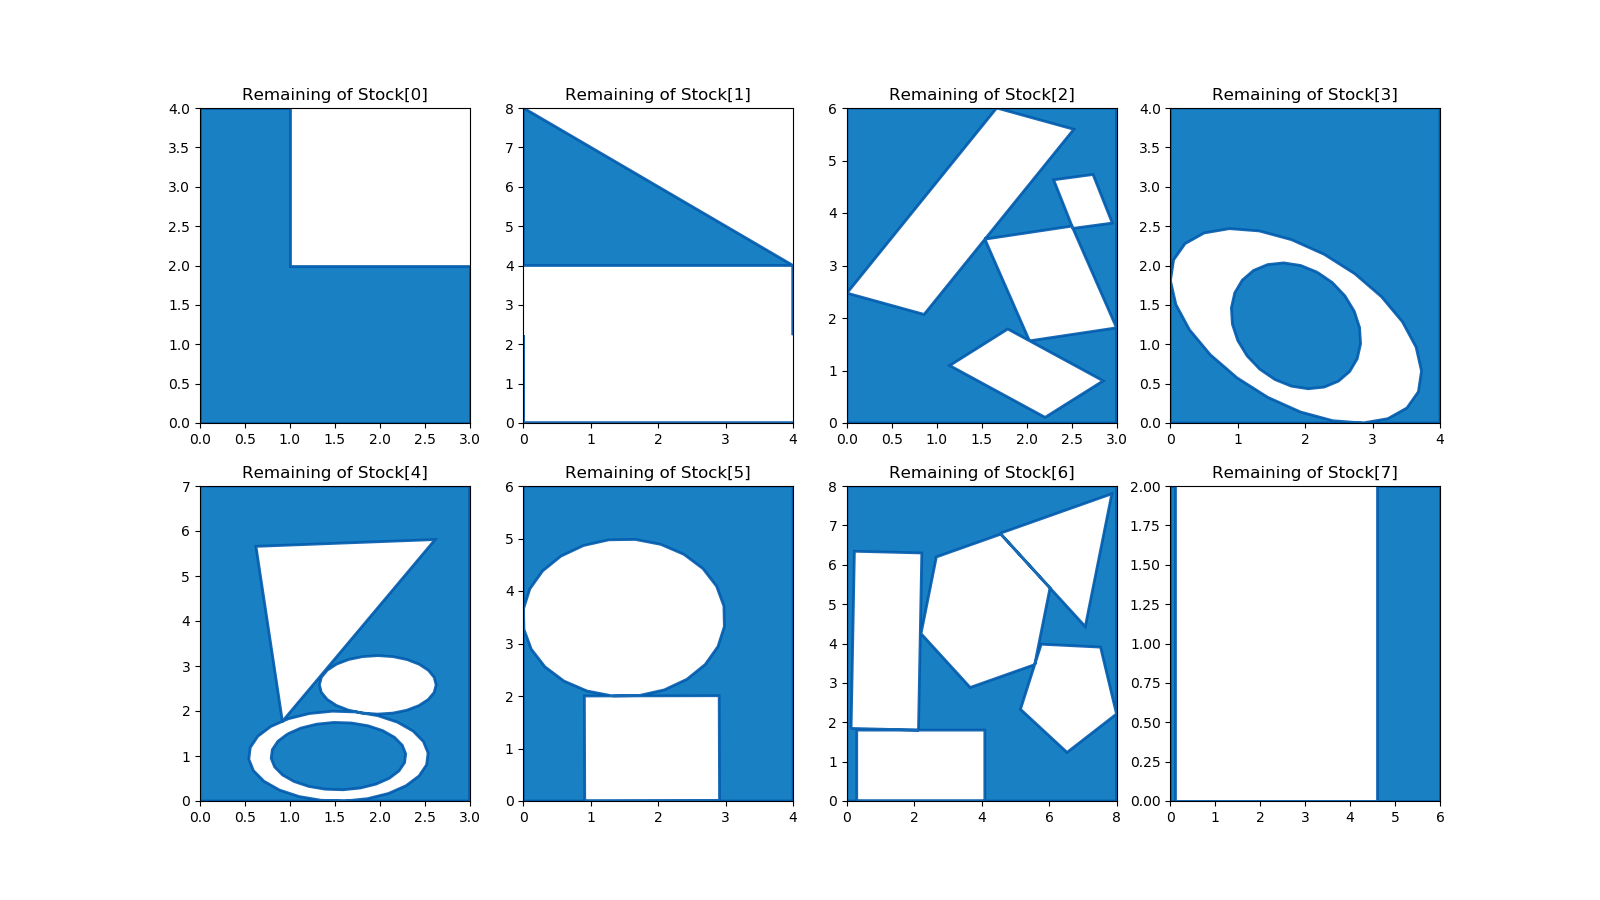 Remaining of Stock[0] Remaining of Stock[1] Remaining of Stock[2] Remaining of Stock[3]
4.0 3.5 3.0 2.5 2.0 1.5 1.0 0.5 0.0
0.0 0.5 1.0 1.5 2.0 2.5 3.0
8 7 6 5 4 3 2 1 0
0 1 2 3 4
6 5 4 3 2 1 0
0.0 0.5 1.0 1.5 2.0 2.5 3.0
4.0 3.5 3.0 2.5 2.0 1.5 1.0 0.5 0.0
0 1 2 3 4
Remaining of Stock[4] Remaining of Stock[5] Remaining of Stock[6] Remaining of Stock[7]
7 6 5 4 3 2 1 0
0.0 0.5 1.0 1.5 2.0 2.5 3.0
6 5 4 3 2 1 0
0 1 2 3 4
8 7 6 5 4 3 2 1 0
0 2 4 6 8
2.00 1.75 1.50 1.25 1.00 0.75 0.50 0.25 0.00
0 1 2 3 4 5 6